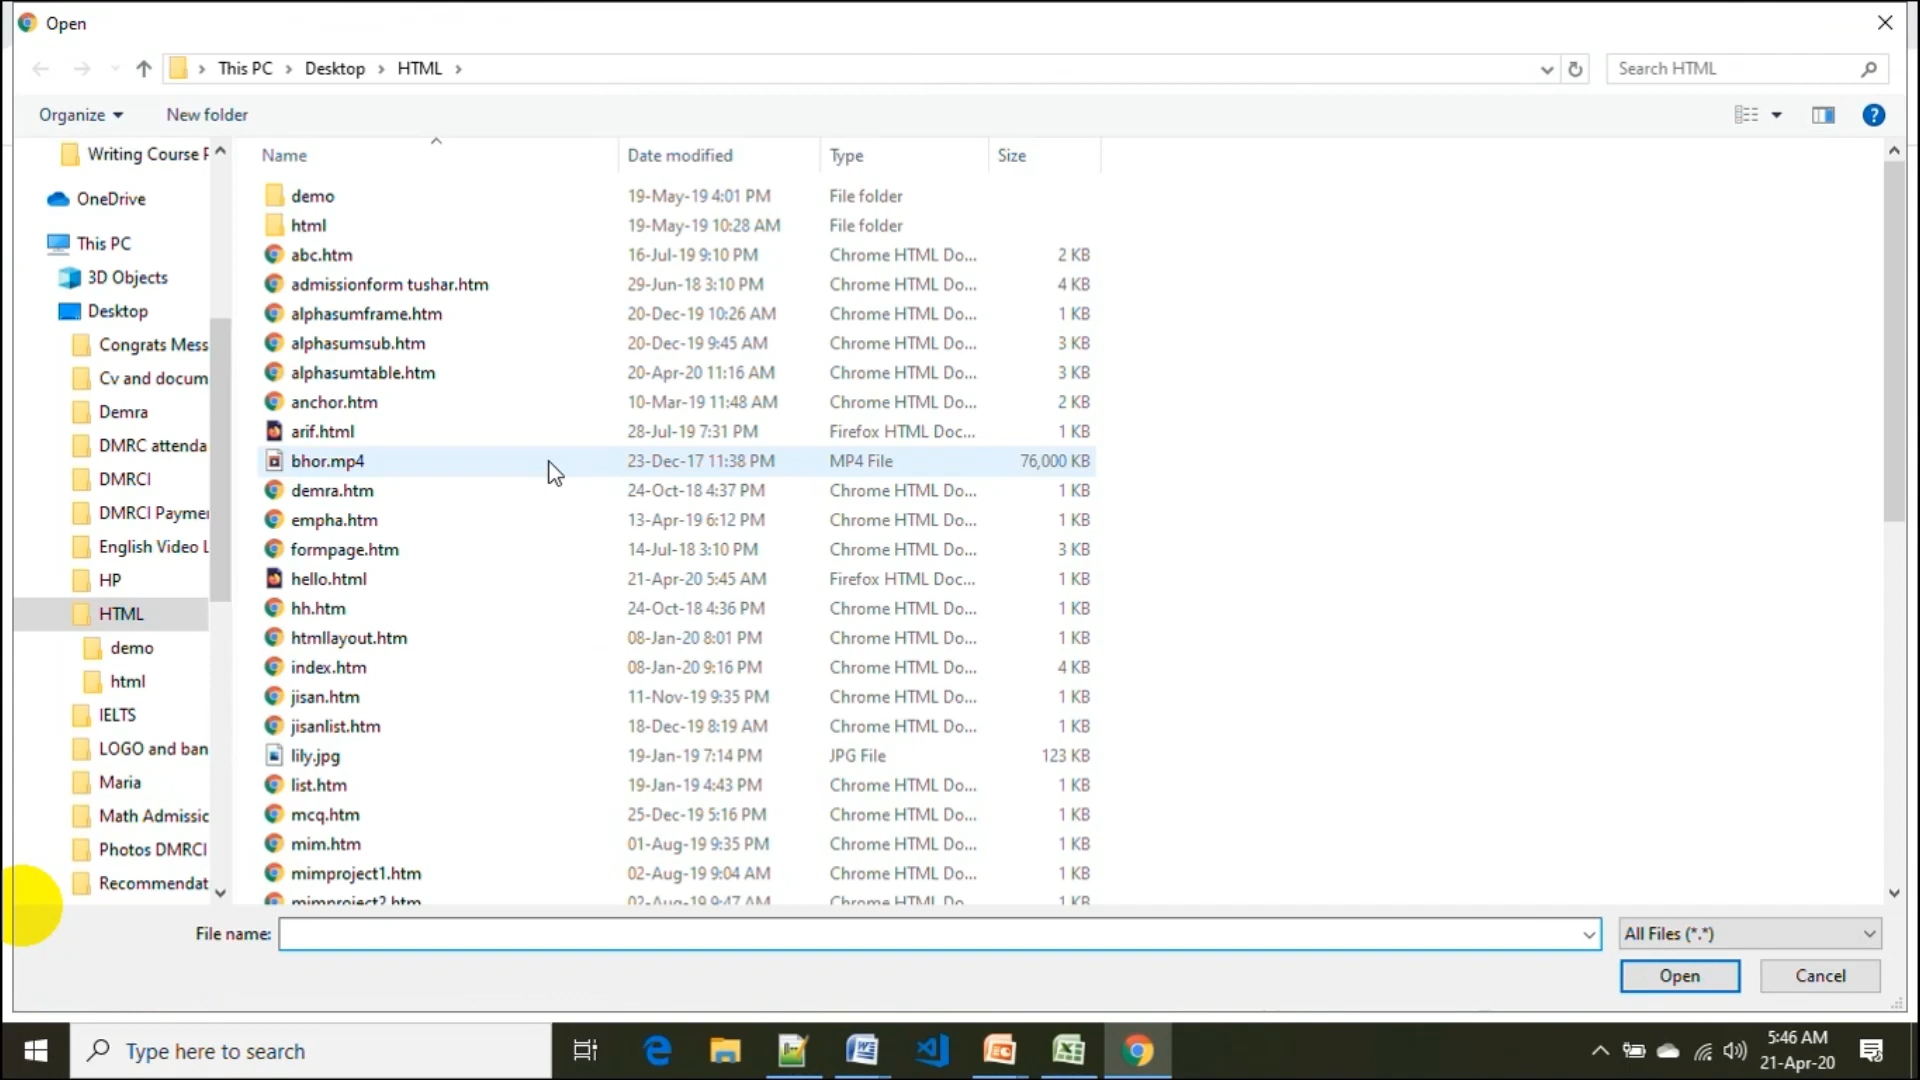 Open
This PC > Desktop > HTML >
Search HTML
Organize
New folder
Writing Course F
OneDrive
This PC
3D Objects
Desktop
Congrats Mess
Cv and docum
Demra
DMRC attenda
DMRCI
DMRCI Paymen
English Video L
HP
HTML
demo
html
IELTS
LOGO and ban
Maria
Math Admissic
Photos DMRCI
Recommendat
Name Date modified Type Size
demo 19-May-19 4:01 PM File folder
html 19-May-19 10:28 AM File folder
abc.htm 16-Jul-19 9:10 PM Chrome HTML Do... 2 KB
admissionform tushar.htm 29-Jun-18 3:10 PM Chrome HTML Do... 4 KB
alphasumframe.htm 20-Dec-19 10:26 AM Chrome HTML Do... 1 KB
alphasumsub.htm 20-Dec-19 9:45 AM Chrome HTML Do... 3 KB
alphasumtable.htm 20-Apr-20 11:16 AM Chrome HTML Do... 3 KB
anchor.htm 10-Mar-19 11:48 AM Chrome HTML Do... 2 KB
arif.html 28-Jul-19 7:31 PM Firefox HTML Doc... 1 KB
bhor.mp4 23-Dec-17 11:38 PM MP4 File 76,000 KB
demra.htm 24-Oct-18 4:37 PM Chrome HTML Do... 1 KB
empha.htm 13-Apr-19 6:12 PM Chrome HTML Do... 1 KB
formpage.htm 14-Jul-18 3:10 PM Chrome HTML Do... 3 KB
hello.html 21-Apr-20 5:45 AM Firefox HTML Doc... 1 KB
hh.htm 24-Oct-18 4:36 PM Chrome HTML Do... 1 KB
htmllayout.htm 08-Jan-20 8:01 PM Chrome HTML Do... 1 KB
index.htm 08-Jan-20 9:16 PM Chrome HTML Do... 4 KB
jisan.htm 11-Nov-19 9:35 PM Chrome HTML Do... 1 KB
jisanlist.htm 18-Dec-19 8:19 AM Chrome HTML Do... 1 KB
lily.jpg 19-Jan-19 7:14 PM JPG File 123 KB
list.htm 19-Jan-19 4:43 PM Chrome HTML Do... 1 KB
mcq.htm 25-Dec-19 5:16 PM Chrome HTML Do... 1 KB
mim.htm 01-Aug-19 9:35 PM Chrome HTML Do... 1 KB
mimproject1.htm 02-Aug-19 9:04 AM Chrome HTML Do... 1 KB
mimproject2.htm 02-Aug-19 9:47 AM Chrome HTML Do 1 KB
File name:
All Files (*.*)
Open Cancel
Type here to search
5:46 AM
21-Apr-20